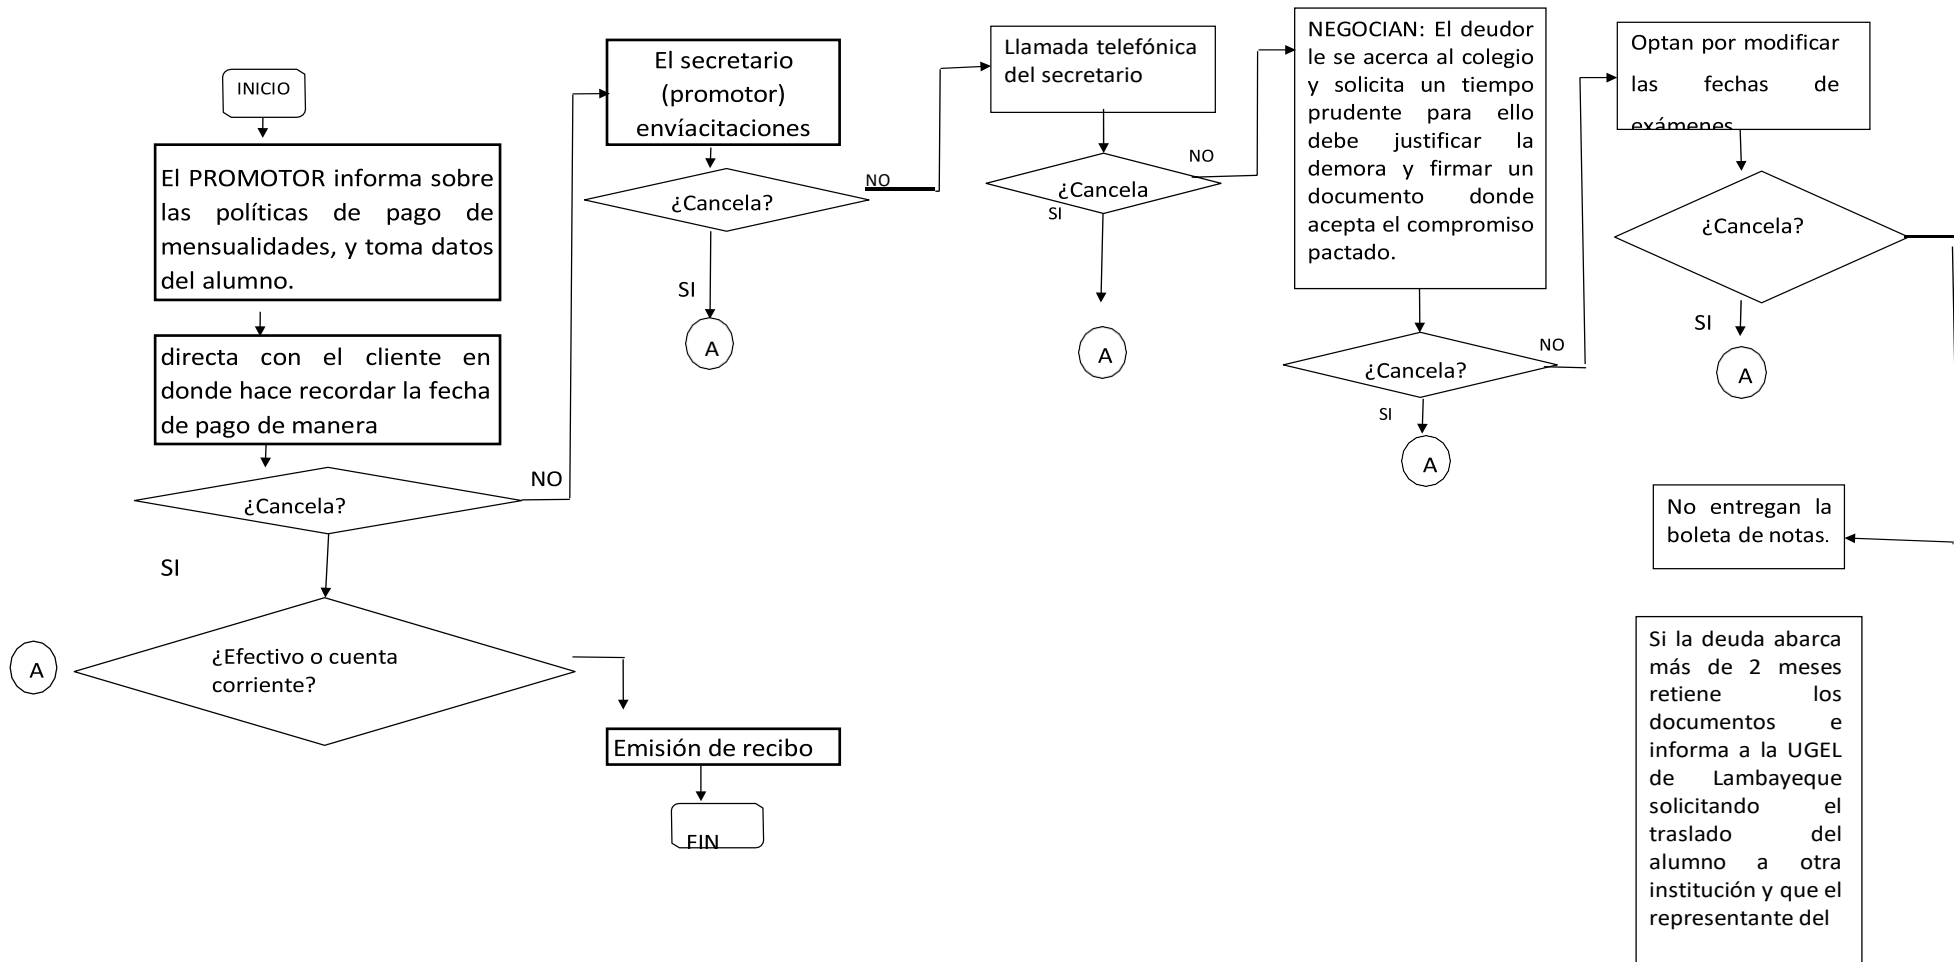 INICIO
El PROMOTOR informa sobre
las políticas de pago de
mensualidades, y toma datos
del alumno.
directa con el cliente en
donde hace recordar la fecha
de pago de manera
¿Cancela?
NO
SI
¿Efectivo o cuenta
corriente?
A
Emisión de recibo
FIN
El secretario
(promotor)
envíacitaciones
¿Cancela?
NO
SI
A
Llamada telefónica
del secretario
¿Cancela
NO
SI
A
NEGOCIAN: El deudor
le se acerca al colegio
y solicita un tiempo
prudente para ello
debe justificar la
demora y firmar un
documento donde
acepta el compromiso
pactado.
¿Cancela?
NO
SI
A
Optan por modificar
las fechas de
exámenes
¿Cancela?
SI
A
No entregan la
boleta de notas.
Si la deuda abarca
más de 2 meses
retiene los
documentos e
informa a la UGEL
de Lambayeque
solicitando el
traslado del
alumno a otra
institución y que el
representante del